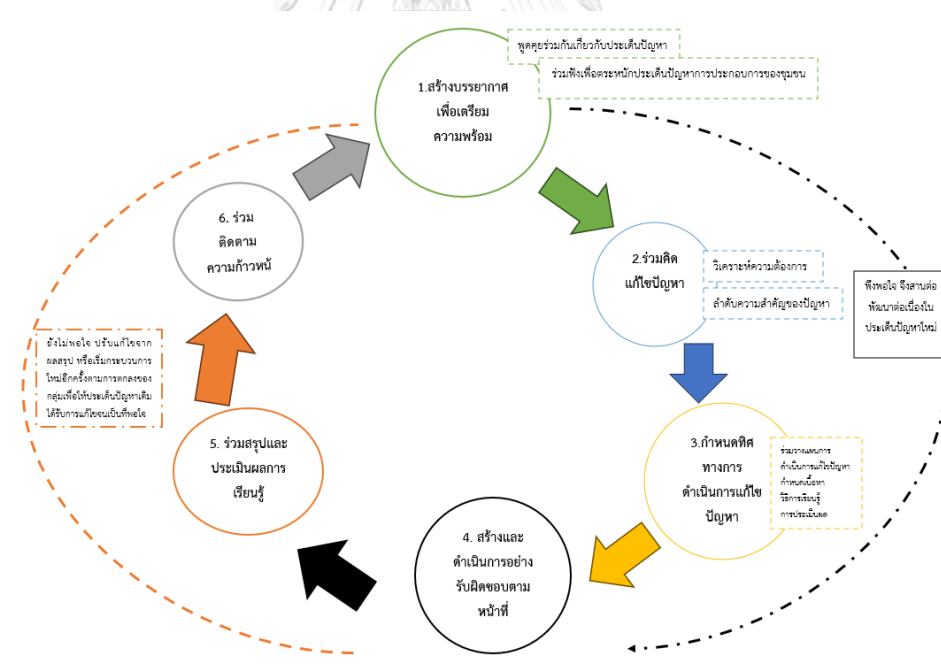 พูดคุยร่วมกันเกี่ยวกับประเด็นปัญหา
ร่วมฟังเพื่อตระหนักประเด็นปัญหาการประกอบการของชุมชน
1.สร้างบรรยากาศ
เพื่อเตรียม
ความพร้อม
2.ร่วมคิด
แก้ไขปัญหา
วิเคราะห์ความต้องการ
ลำดับความสำคัญของปัญหา
พึงพอใจ จึงสานต่อ
พัฒนาต่อเนื่องใน
ประเด็นปัญหาใหม่
3.กำหนดทิศ
ทางการ
ดำเนินการแก้ไข
ปัญหา
ร่วมวางแผนการ
ดำเนินการแก้ไขปัญหา
กำหนดเนื้อหา
วิธีการเรียนรู้
การประเมินผล
4. สร้างและ
ดำเนินการอย่าง
รับผิดชอบตาม
หน้าที่
5. ร่วมสรุปและ
ประเมินผลการ
เรียนรู้
6. ร่วม
ติดตาม
ความก้าวหน้
ยังไม่พอใจ ปรับแก้ไขจาก
ผลสรุป หรือเริ่มกระบวนการ
ใหม่อีกครั้งตามการตกลงของ
กลุ่มเพื่อให้ประเด็นปัญหาเดิม
ได้รับการแก้ไขจนเป็นที่พอใจ